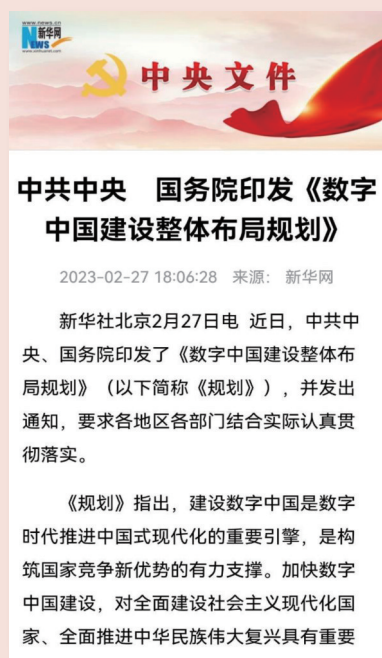 www.news.cn
新华网
NEWS
www.xinhuanet.com
中央文件
中共中央　国务院印发《数字
中国建设整体布局规划》
2023-02-27 18:06:28 来源： 新华网
新华社北京2月27日电 近日，中共中
央、国务院印发了《数字中国建设整体布
局规划》（以下简称《规划》），并发出
通知，要求各地区各部门结合实际认真贯
彻落实。
《规划》指出，建设数字中国是数字
时代推进中国式现代化的重要引擎，是构
筑国家竞争新优势的有力支撑。加快数字
中国建设，对全面建设社会主义现代化国
家、全面推进中华民族伟大复兴具有重要